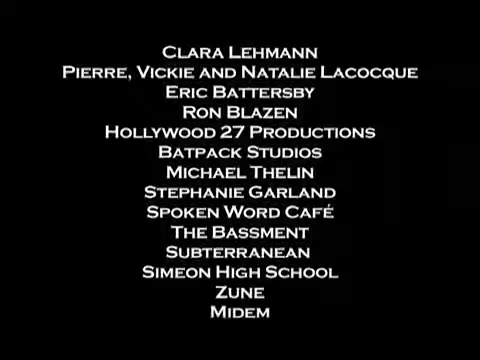 Clara Lehmann
Pierre, Vickie and Natalie Lacocque
Eric Battersby
Ron Blazen
Hollywood 27 Productions
Batpack Studios
Michael Thelin
Stephanie Garland
Spoken Word Café
The Bassment
Subterranean
Simeon High School
Zune
Midem